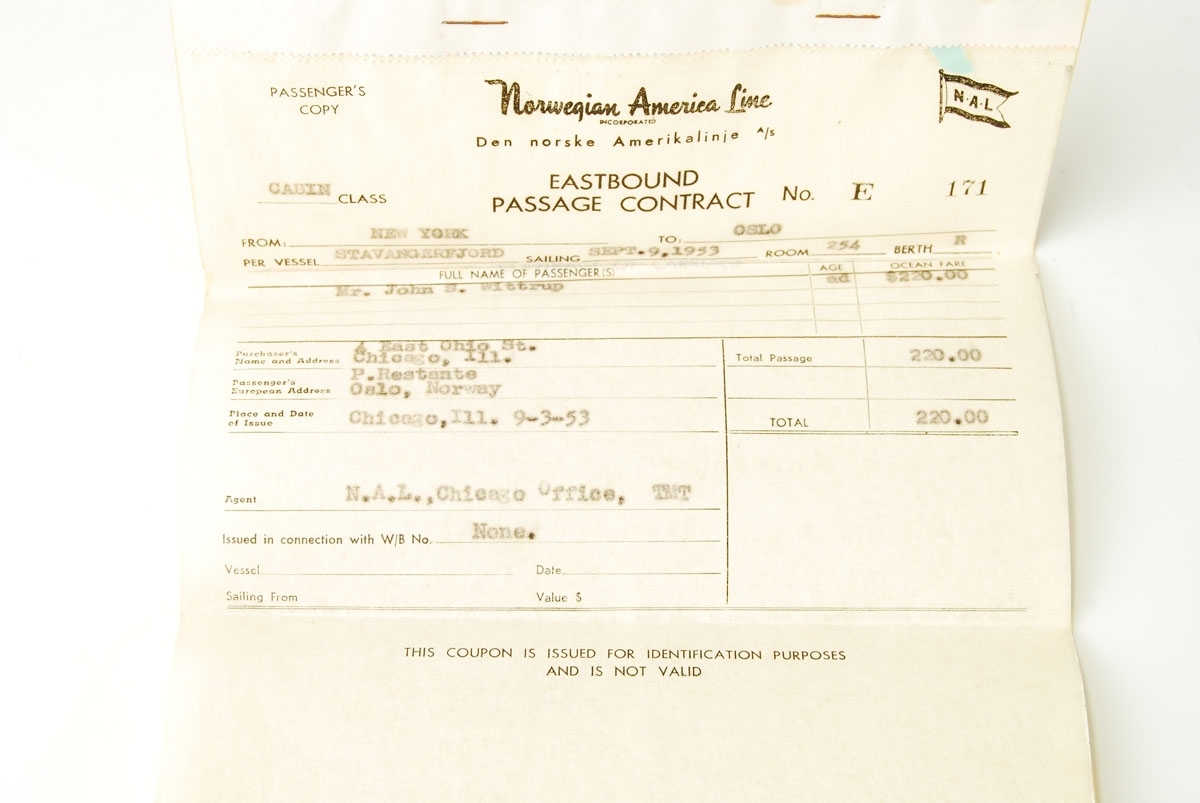 PASSENGER'S
COPY
Norwegian America Line
INCORPORATED
Den norske Amerikalinje A/s
N·A·L
EASTBOUND
PASSAGE CONTRACT No. E 171
CABIN CLASS
FROM: NEW YORK TO: OSLO
PER VESSEL STAVANGERFJORD SAILING SEPT.9,1953 ROOM 254 BERTH R
FULL NAME OF PASSENGER(S) AGE OCEAN FARE
Mr. John S. Wittrup ad $220.00
Purchaser's
Name and Address
4 East Ohio St.
Chicago, Ill.
Total Passage 220.00
Passenger's
European Address
P.Restante
Oslo, Norway
Place and Date
of Issue
Chicago,Ill. 9-3-53
TOTAL 220.00
Agent N.A.L.,Chicago Office, TMT
Issued in connection with W/B No. None.
Vessel Date
Sailing From Value $
THIS COUPON IS ISSUED FOR IDENTIFICATION PURPOSES
AND IS NOT VALID